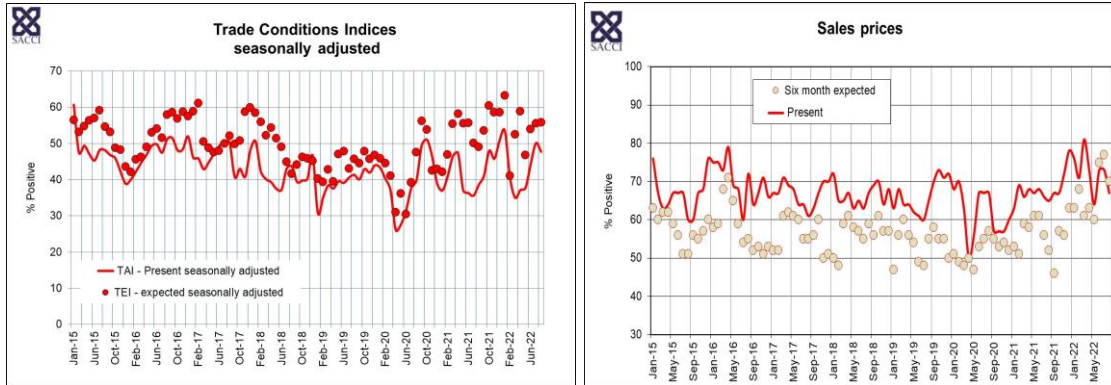 SACCI
Trade Conditions Indices
seasonally adjusted
70
60
50
40
30
20
10
0
% Positive
TAI - Present seasonally adjusted
TEI - expected seasonally adjusted
Jan-15
Jun-15
Oct-15
Feb-16
Jun-16
Oct-16
Feb-17
Jun-17
Oct-17
Feb-18
Jun-18
Oct-18
Feb-19
Jun-19
Oct-19
Feb-20
Jun-20
Oct-20
Feb-21
Jun-21
Oct-21
Feb-22
Jun-22
SACCI
Sales prices
100
90
80
70
60
50
40
30
% Positive
Six month expected
Present
Jan-15
May-15
Sep-15
Jan-16
May-16
Sep-16
Jan-17
May-17
Sep-17
Jan-18
May-18
Sep-18
Jan-19
May-19
Sep-19
Jan-20
May-20
Sep-20
Jan-21
May-21
Sep-21
Jan-22
May-22